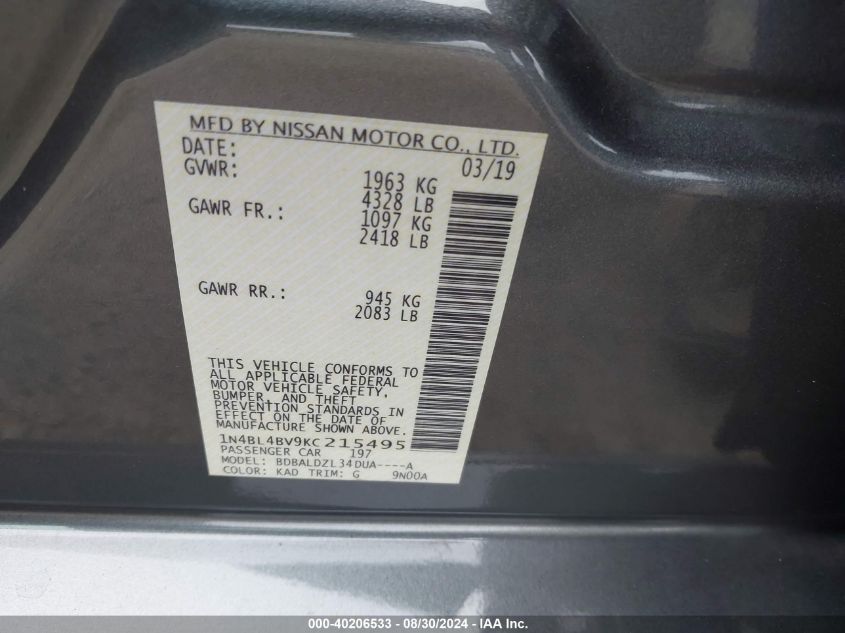 MFD BY NISSAN MOTOR CO., LTD.
DATE: 03/19
GVWR: 1963 KG
4328 LB
GAWR FR.: 1097 KG
2418 LB
GAWR RR.: 945 KG
2083 LB
THIS VEHICLE CONFORMS TO
ALL APPLICABLE FEDERAL
MOTOR VEHICLE SAFETY,
BUMPER, AND THEFT
PREVENTION STANDARDS IN
EFFECT ON THE DATE OF
MANUFACTURE SHOWN ABOVE.
1N4BL4BV9KC215495
PASSENGER CAR 197
MODEL: BDBALDZL34DUA----A
COLOR: KAD TRIM: G 9N00A
000-40206533 - 08/30/2024 - IAA Inc.